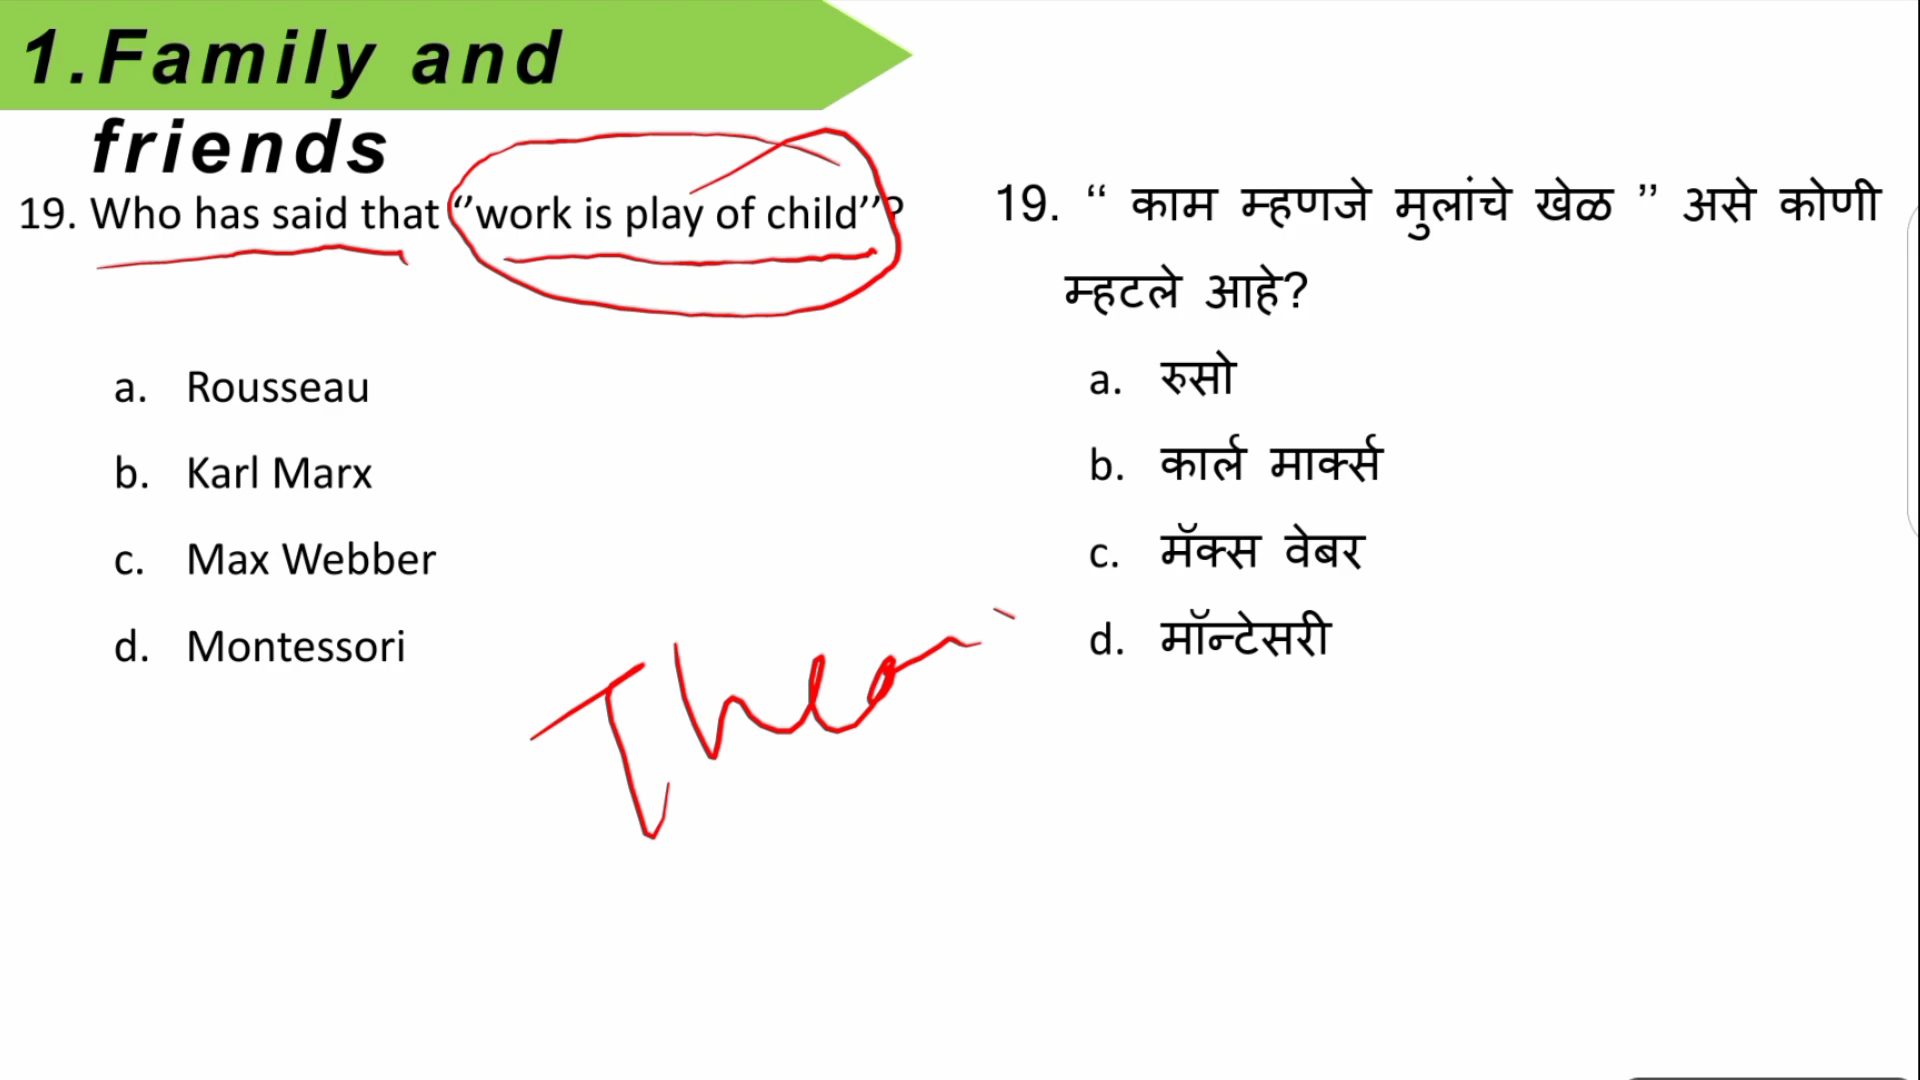 1.Family and
friends
19. Who has said that ‘’work is play of child’’?
a. Rousseau
b. Karl Marx
c. Max Webber
d. Montessori
19. “ काम म्हणजे मुलांचे खेळ ” असे कोणी
म्हटले आहे?
a. रुसो
b. कार्ल मार्क्स
c. मॅक्स वेबर
d. मॉन्टेसरी